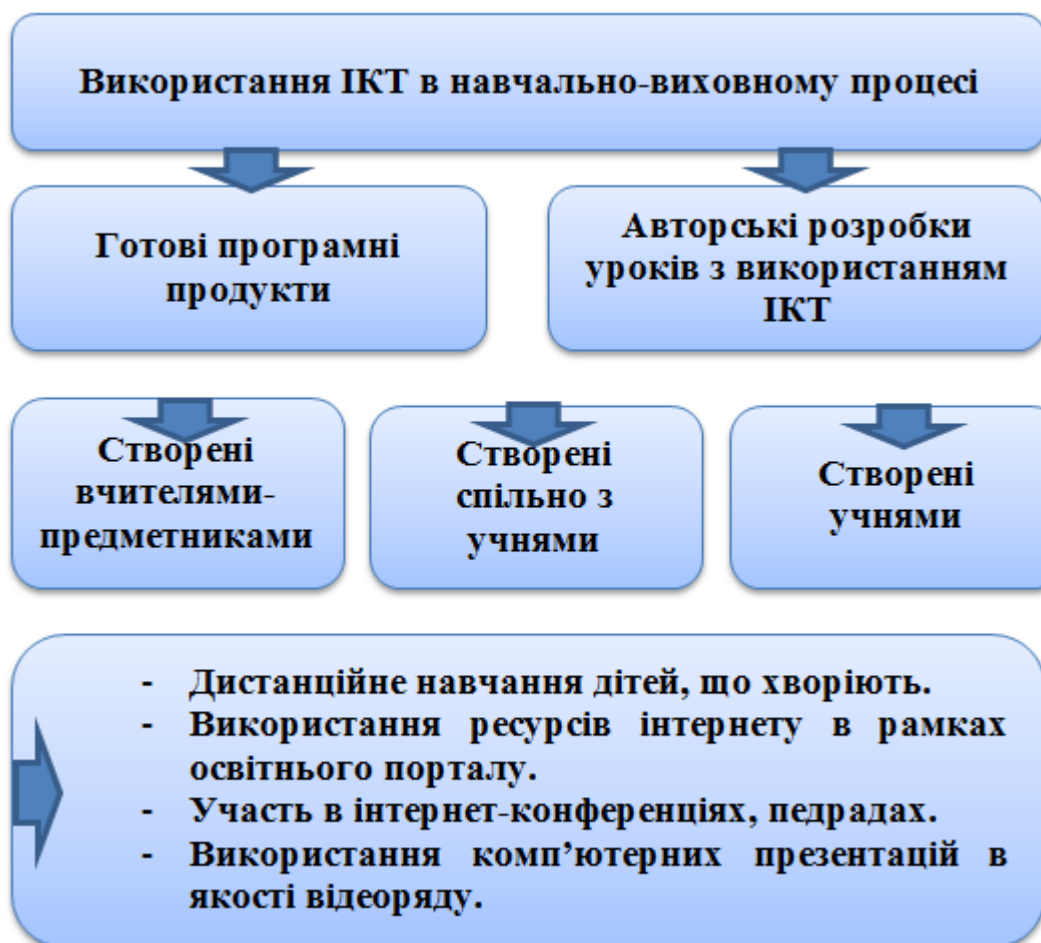 Використання ІКТ в навчально-виховному процесі
Готові програмні
продукти
Авторські розробки
уроків з використанням
ІКТ
Створені
вчителями-
предметниками
Створені
спільно з
учнями
Створені
учнями
- Дистанційне навчання дітей, що хворіють.
- Використання ресурсів інтернету в рамках
освітнього порталу.
- Участь в інтернет-конференціях, педрадах.
- Використання комп’ютерних презентацій в
якості відеоряду.